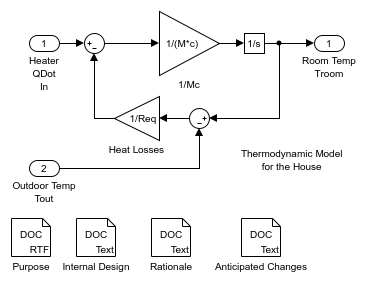 1
+
-
1/(M*c)
1/s
1
Heater
QDot
In
Room Temp
Troom
1/Mc
1/Req
-
+
Heat Losses
2
Outdoor Temp
Tout
Thermodynamic Model
for the House
DOC
RTF
DOC
Text
DOC
Text
DOC
Text
Purpose
Internal Design
Rationale
Anticipated Changes